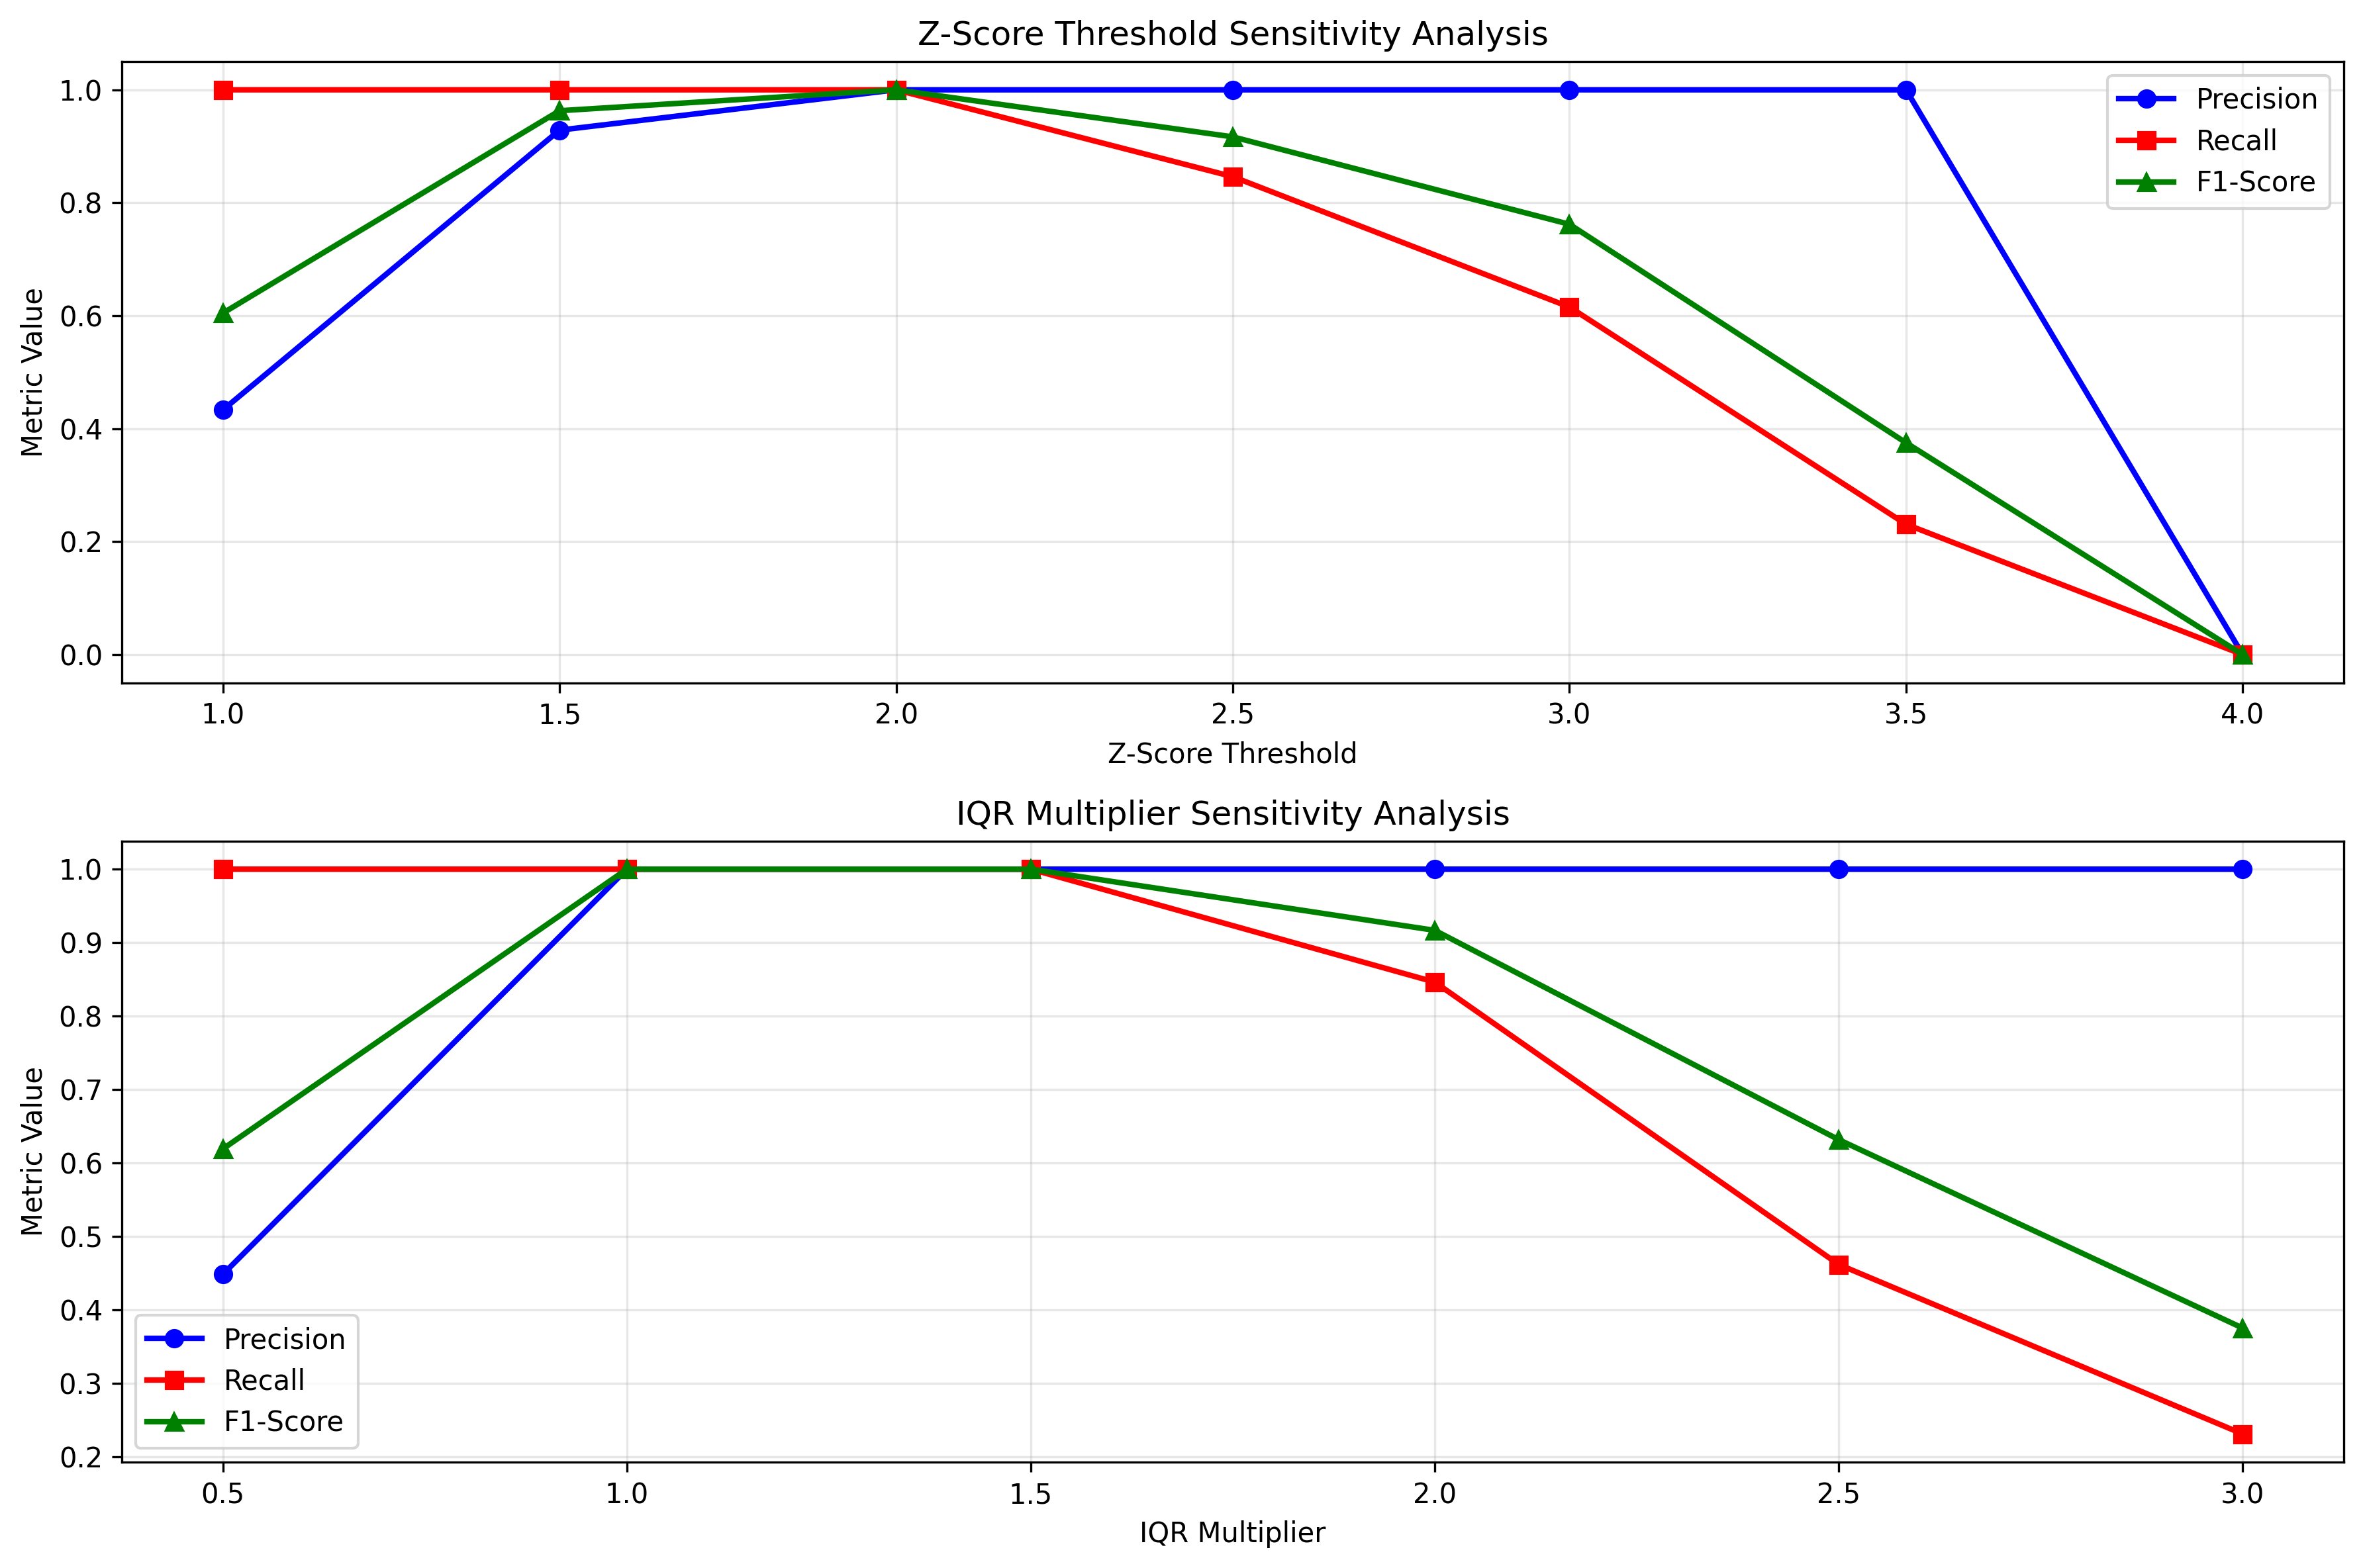 Z-Score Threshold Sensitivity Analysis
Metric Value
1.0
0.8
0.6
0.4
0.2
0.0
Precision
Recall
F1-Score
1.0 1.5 2.0 2.5 3.0 3.5 4.0
Z-Score Threshold
IQR Multiplier Sensitivity Analysis
Metric Value
1.0
0.9
0.8
0.7
0.6
0.5
0.4
0.3
0.2
Precision
Recall
F1-Score
0.5 1.0 1.5 2.0 2.5 3.0
IQR Multiplier